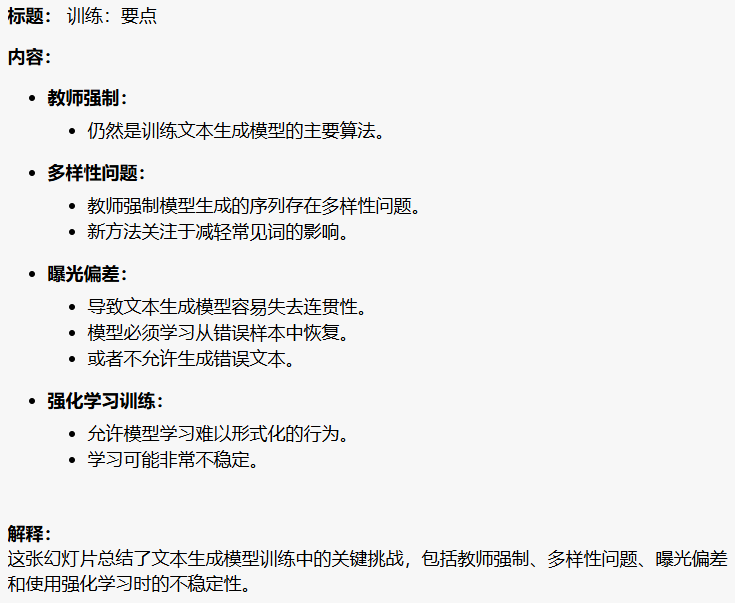 标题： 训练：要点
内容：
• 教师强制：
• 仍然是训练文本生成模型的主要算法。
• 多样性问题：
• 教师强制模型生成的序列存在多样性问题。
• 新方法关注于减轻常见词的影响。
• 曝光偏差：
• 导致文本生成模型容易失去连贯性。
• 模型必须学习从错误样本中恢复。
• 或者不允许生成错误文本。
• 强化学习训练：
• 允许模型学习难以形式化的行为。
• 学习可能非常不稳定。
解释：
这张幻灯片总结了文本生成模型训练中的关键挑战，包括教师强制、多样性问题、曝光偏差
和使用强化学习时的不稳定性。